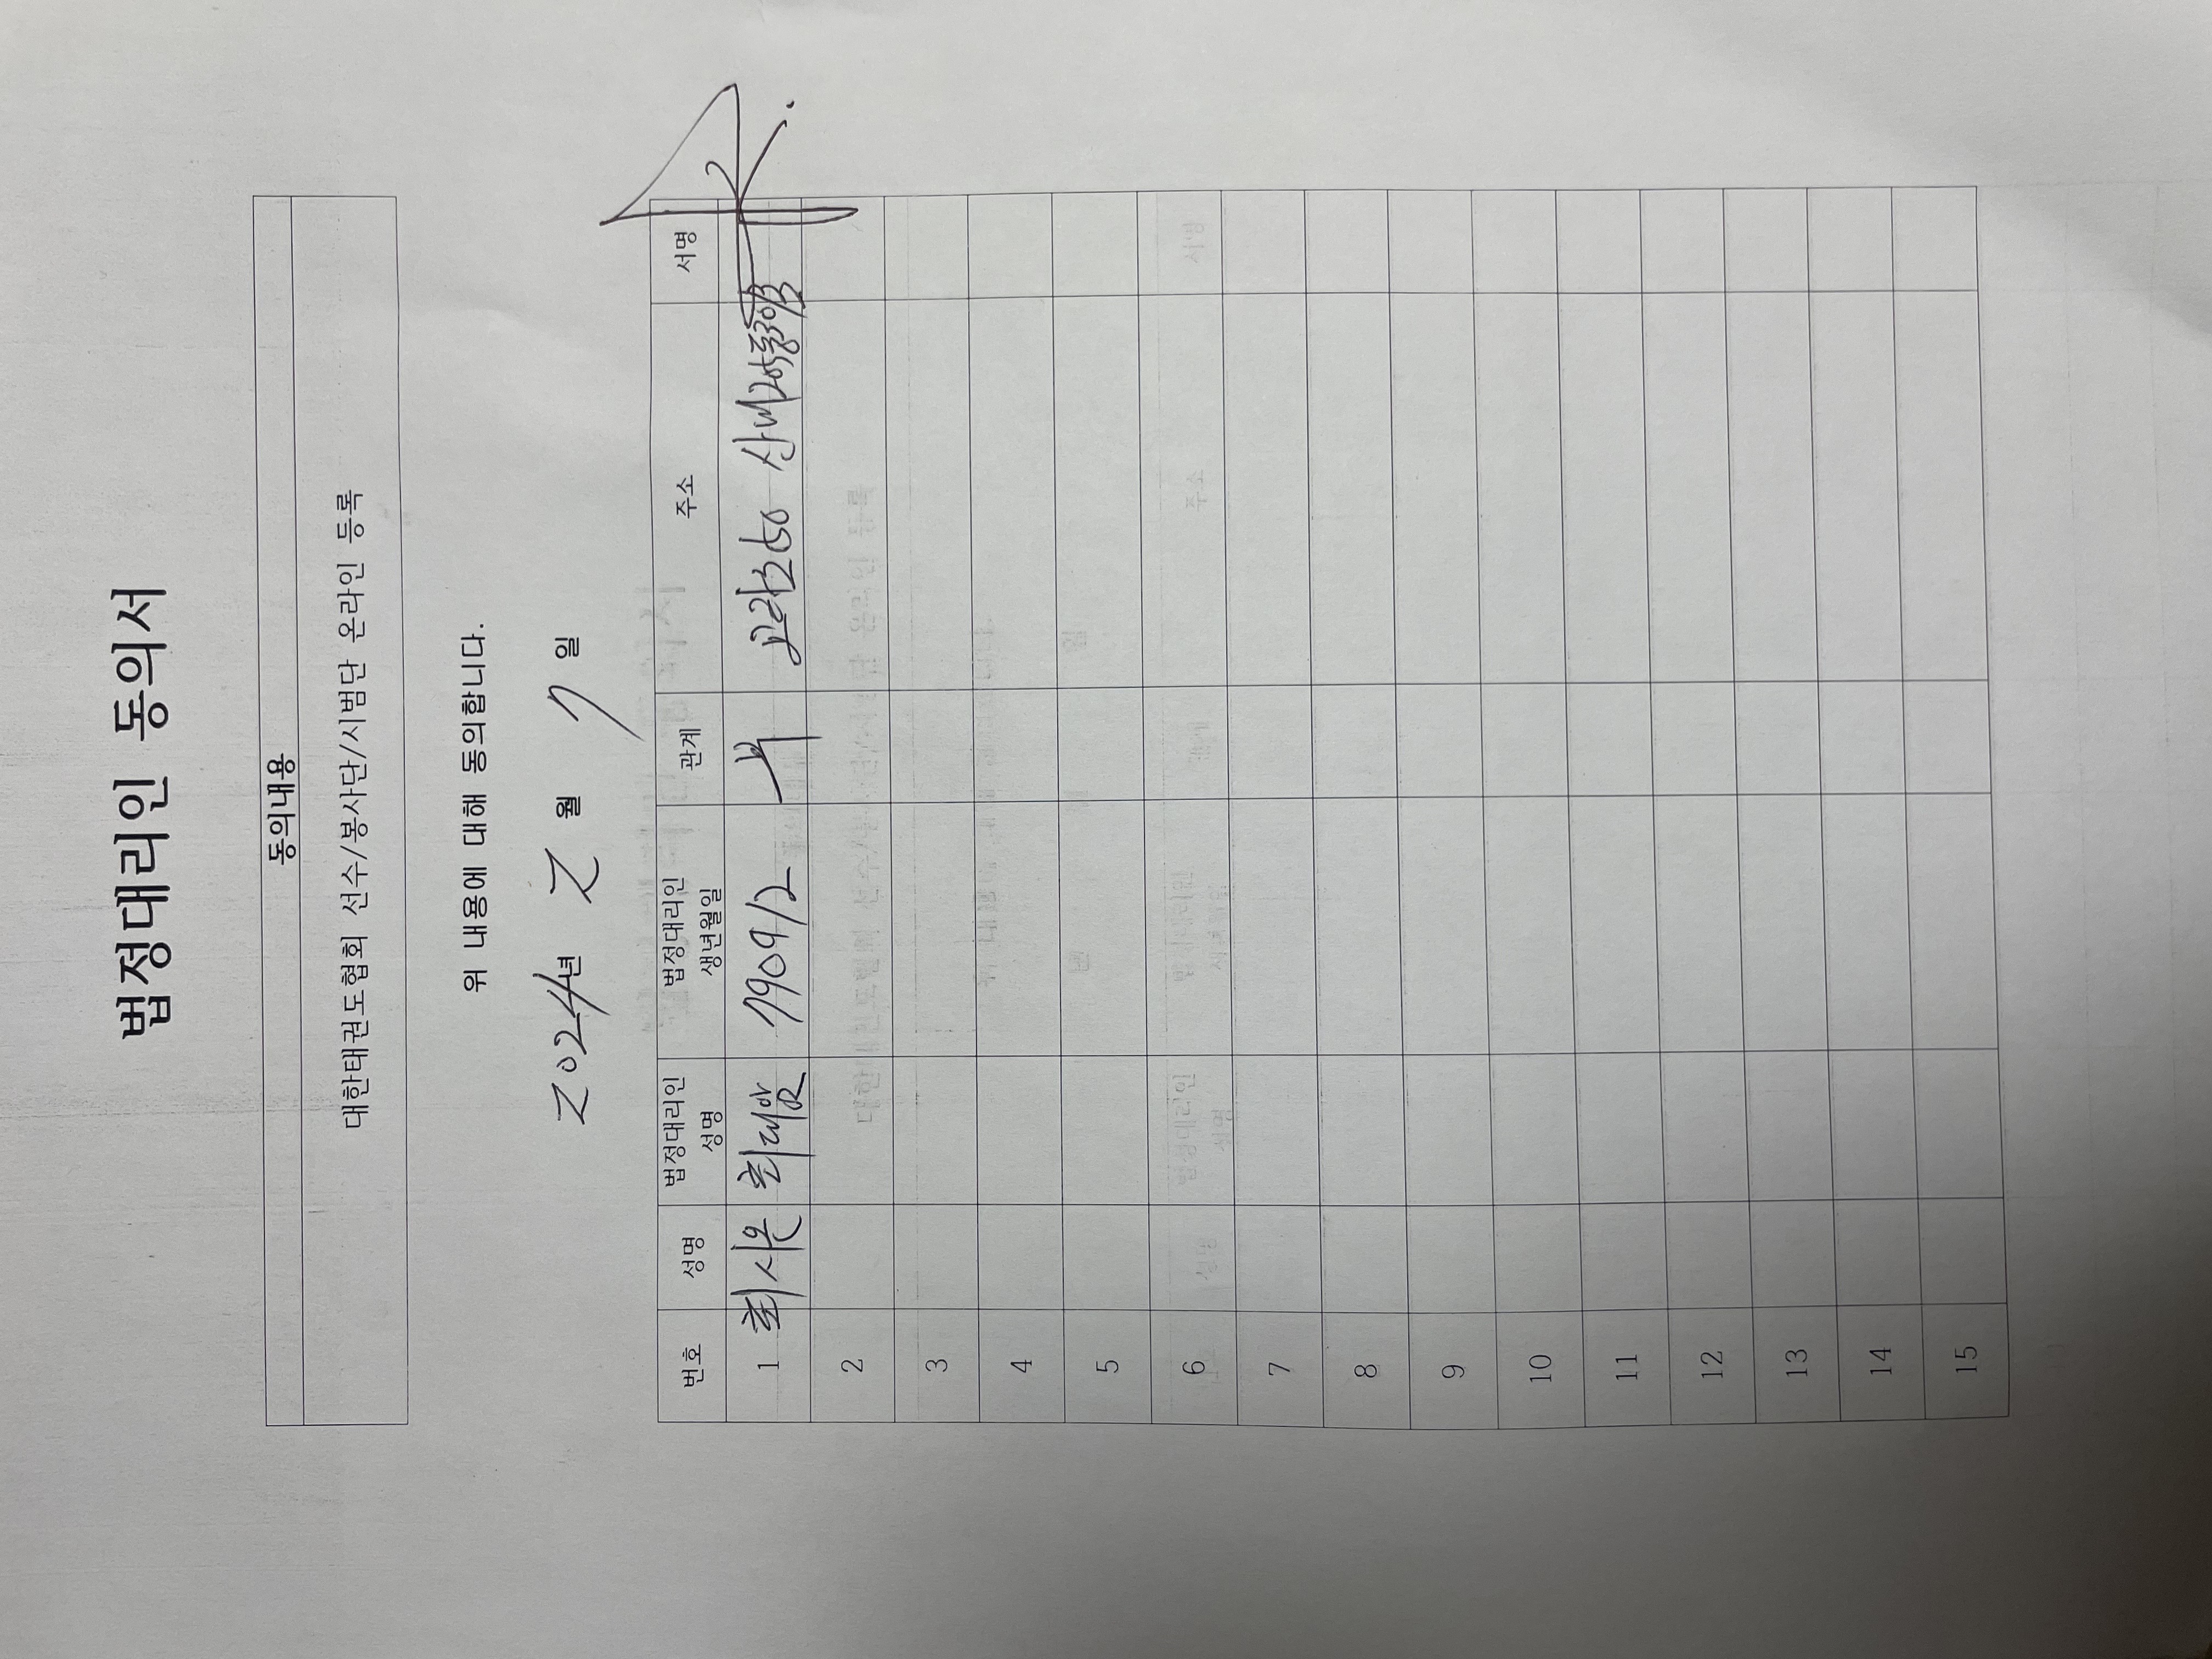 법정대리인 동의서
동의내용
대한태권도협회 선수/봉사단/시범단 온라인 등록
위 내용에 대해 동의합니다.
2024년 2 월 7 일
번호 성명 법정대리인 성명 법정대리인 생년월일 관계 주소 서명
1 최시온 790912 부
2
3
4
5
6
7
8
9
10
11
12
13
14
15